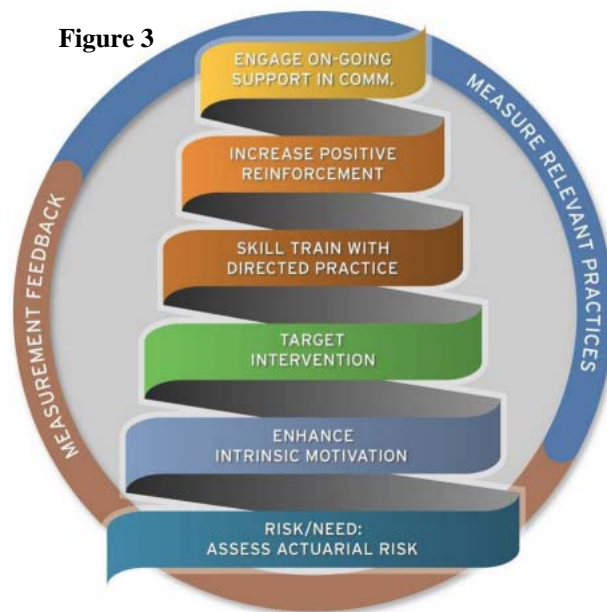 Figure 3
ENGAGE ON-GOING
SUPPORT IN COMM.
INCREASE POSITIVE
REINFORCEMENT
SKILL TRAIN WITH
DIRECTED PRACTICE
TARGET
INTERVENTION
ENHANCE
INTRINSIC MOTIVATION
RISK/NEED:
ASSESS ACTUARIAL RISK
MEASUREMENT FEEDBACK
MEASURE RELEVANT PRACTICES